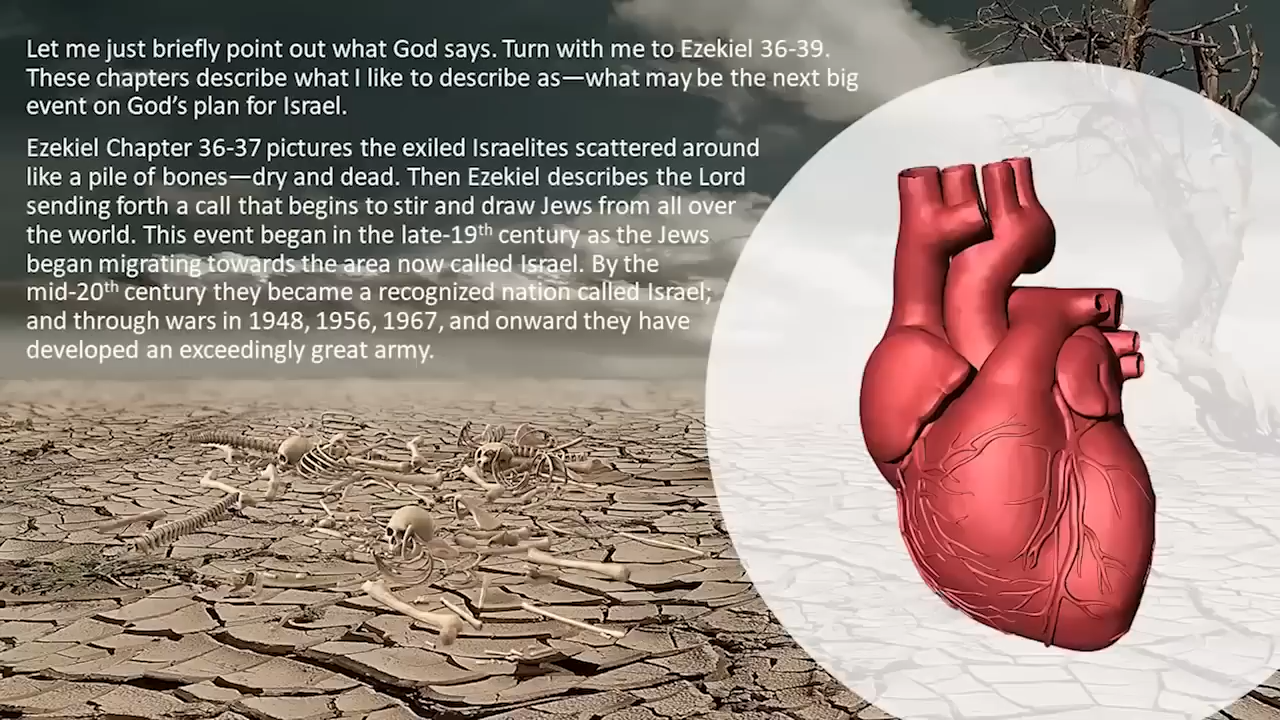 Let me just briefly point out what God says. Turn with me to Ezekiel 36-39.
These chapters describe what I like to describe as—what may be the next big
event on God’s plan for Israel.
Ezekiel Chapter 36-37 pictures the exiled Israelites scattered around
like a pile of bones—dry and dead. Then Ezekiel describes the Lord
sending forth a call that begins to stir and draw Jews from all over
the world. This event began in the late-19th century as the Jews
began migrating towards the area now called Israel. By the
mid-20th century they became a recognized nation called Israel;
and through wars in 1948, 1956, 1967, and onward they have
developed an exceedingly great army.